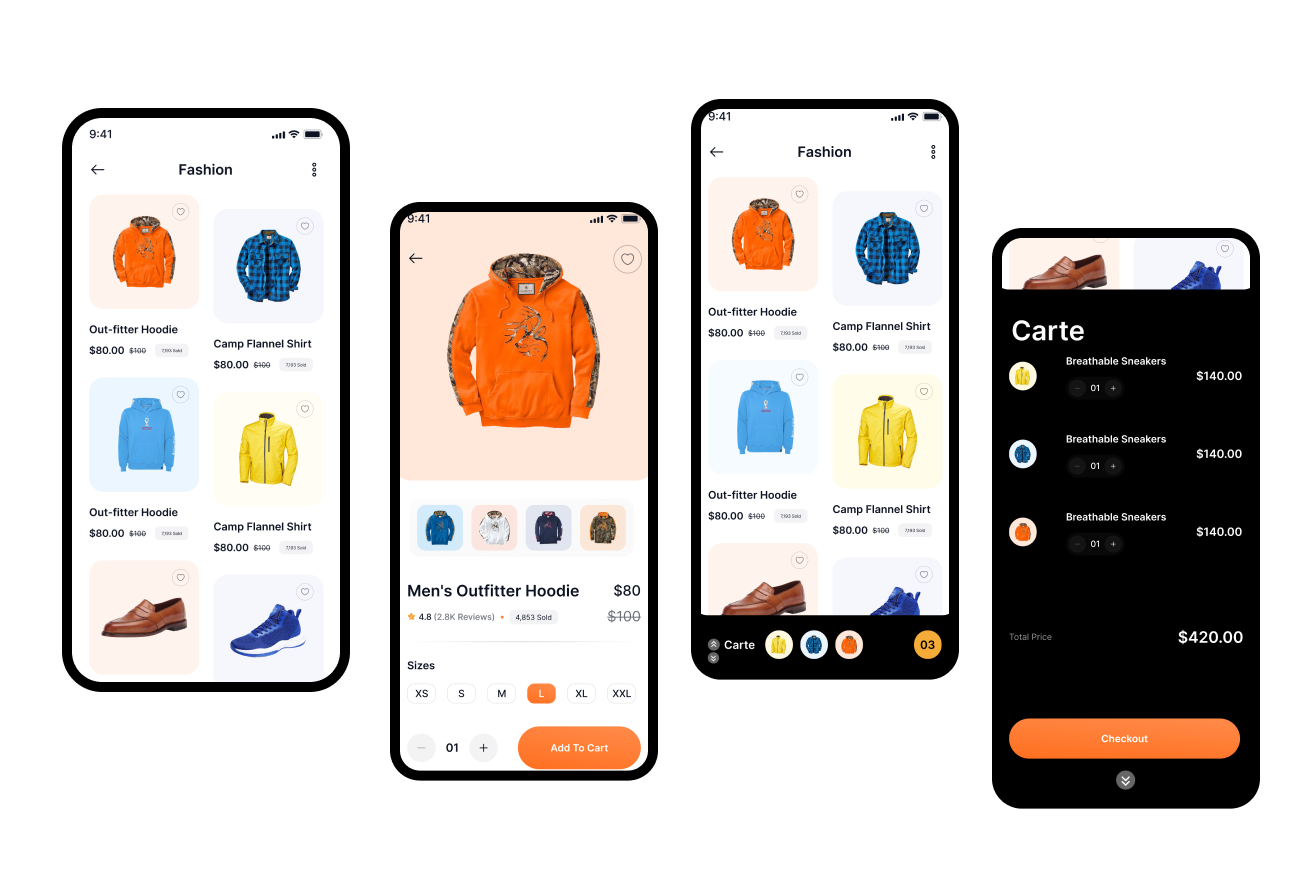 9:41
Fashion
Out-fitter Hoodie
$80.00 $100 7,193 Sold
Camp Flannel Shirt
$80.00 $100 7,193 Sold
Out-fitter Hoodie
$80.00 $100 7,193 Sold
Camp Flannel Shirt
$80.00 $100 7,193 Sold
9:41
Men's Outfitter Hoodie $80
4.8 (2.8K Reviews) • 4,853 Sold $100
Sizes
XS S M L XL XXL
01 Add To Cart
9:41
Fashion
Out-fitter Hoodie
$80.00 $100 7,193 Sold
Camp Flannel Shirt
$80.00 $100 7,193 Sold
Out-fitter Hoodie
$80.00 $100 7,193 Sold
Camp Flannel Shirt
$80.00 $100 7,193 Sold
Carte 03
Carte
Breathable Sneakers
− 01 + $140.00
Breathable Sneakers
− 01 + $140.00
Breathable Sneakers
− 01 + $140.00
Total Price $420.00
Checkout